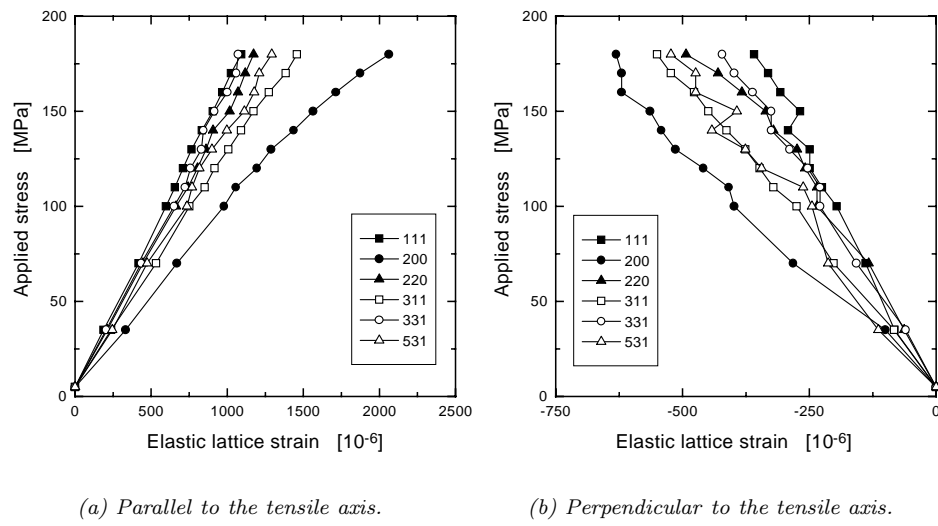 200
150
100
50
0
Applied stress [MPa]
111
200
220
311
331
531
0 500 1000 1500 2000 2500
Elastic lattice strain [10-6]
(a) Parallel to the tensile axis.
200
150
100
50
0
Applied stress [MPa]
111
200
220
311
331
531
-750 -500 -250 0
Elastic lattice strain [10-6]
(b) Perpendicular to the tensile axis.